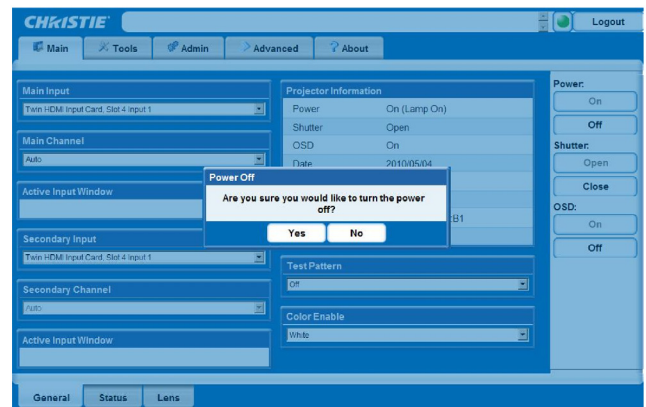 CHRISTIE
Logout
Main
Tools
Admin
Advanced
About
Main Input
Twin HDMI Input Card, Slot 4 Input 1
Main Channel
Auto
Active Input Window
Secondary Input
Twin HDMI Input Card, Slot 4 Input 1
Secondary Channel
Auto
Active Input Window
Projector Information
Power On (Lamp On)
Shutter Open
OSD On
Date 2010/05/04
:B1
Power Off
Are you sure you would like to turn the power
off?
Yes No
Test Pattern
Off
Color Enable
White
Power:
On
Off
Shutter:
Open
Close
OSD:
On
Off
General Status Lens